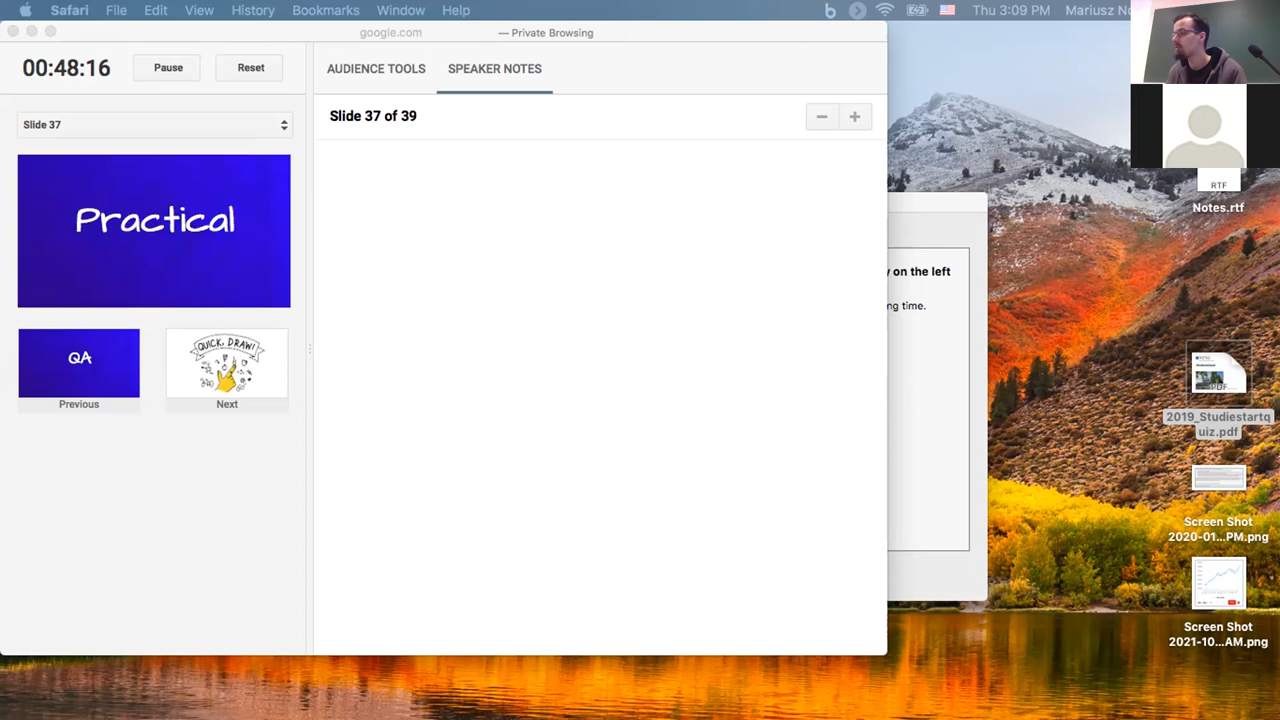 Safari File Edit View History Bookmarks Window Help
Thu 3:09 PM Mariusz
google.com — Private Browsing
00:48:16 Pause Reset
AUDIENCE TOOLS SPEAKER NOTES
Slide 37
Slide 37 of 39
Practical
QA
QUICK, DRAW!
Previous
Next
on the left
time.
RTF
Notes.rtf
PDF
2019_Studiestartq
uiz.pdf
Screen Shot
2020-01...PM.png
Screen Shot
2021-10...AM.png